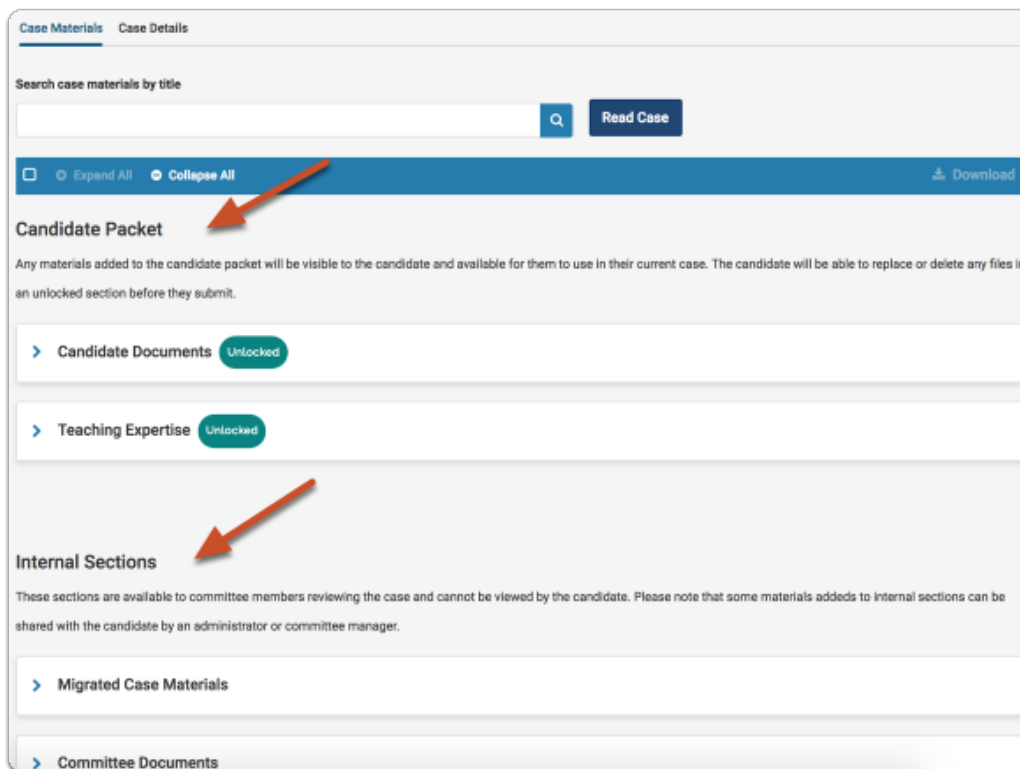 Case Materials Case Details
Search case materials by title
Read Case
Expand All Collapse All Download
Candidate Packet
Any materials added to the candidate packet will be visible to the candidate and available for them to use in their current case. The candidate will be able to replace or delete any files
an unlocked section before they submit.
Candidate Documents Unlocked
Teaching Expertise Unlocked
Internal Sections
These sections are available to committee members reviewing the case and cannot be viewed by the candidate. Please note that some materials addeds to internal sections can be
shared with the candidate by an administrator or committee manager.
Migrated Case Materials
Committee Documents